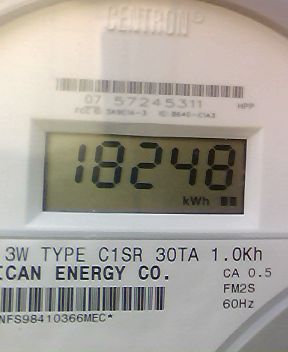 CENTRON®
07 57245311 HPP
18248
kWh
3W TYPE C1SR 30TA 1.0Kh
ICAN ENERGY CO. CA 0.5
FM2S
60Hz
NFS98410366MEC*